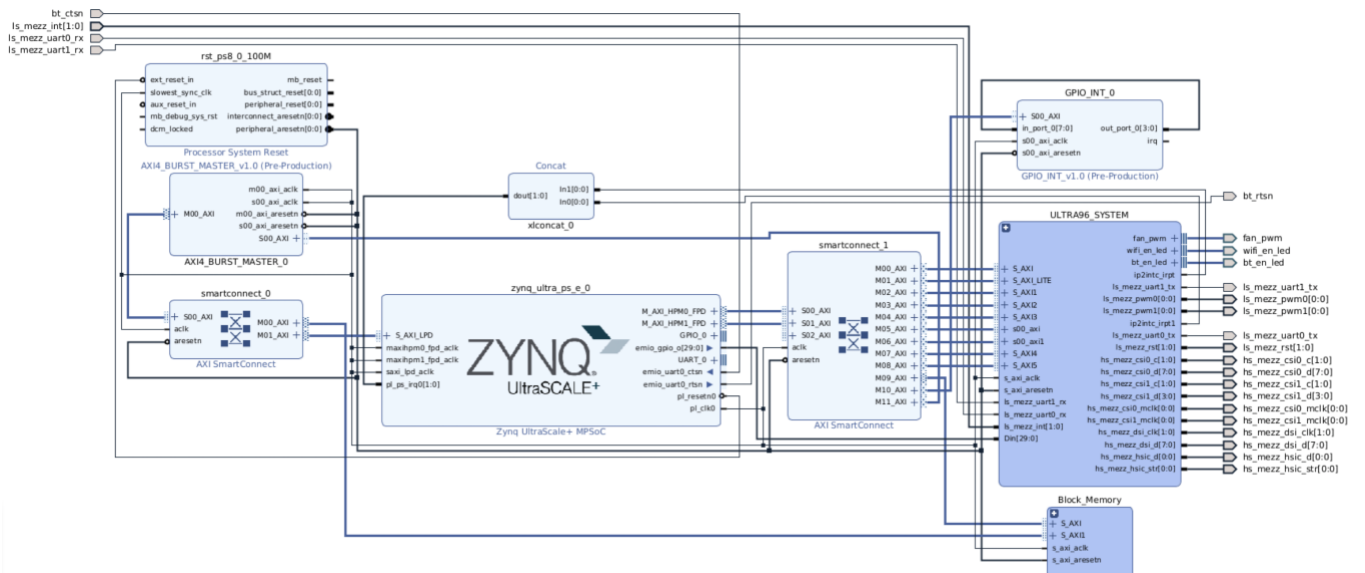 bt_ctsn
ls_mezz_int[1:0]
ls_mezz_uart0_rx
ls_mezz_uart1_rx
rst_ps8_0_100M
ext_reset_in
slowest_sync_clk
aux_reset_in
mb_debug_sys_rst
dcm_locked
mb_reset
bus_struct_reset[0:0]
peripheral_reset[0:0]
interconnect_aresetn[0:0]
peripheral_aresetn[0:0]
Processor System Reset
AXI4_BURST_MASTER_v1.0 (Pre-Production)
M00_AXI
m00_axi_aclk
s00_axi_aclk
m00_axi_aresetn
s00_axi_aresetn
S00_AXI
AXI4_BURST_MASTER_0
smartconnect_0
S00_AXI
aclk
aresetn
M00_AXI
M01_AXI
AXI SmartConnect
Concat
dout[1:0]
In1[0:0]
In0[0:0]
xlconcat_0
zynq_ultra_ps_e_0
S_AXI_LPD
maxihpm0_fpd_aclk
maxihpm1_fpd_aclk
saxi_lpd_aclk
pl_ps_irq0[1:0]
ZYNQ
UltraSCALE+
M_AXI_HPM0_FPD
M_AXI_HPM1_FPD
GPIO_0
emio_gpio_o[29:0]
UART_0
emio_uart0_ctsn
emio_uart0_rtsn
pl_resetn0
pl_clk0
Zynq UltraScale+ MPSoC
smartconnect_1
S00_AXI
S01_AXI
S02_AXI
aclk
aresetn
M00_AXI
M01_AXI
M02_AXI
M03_AXI
M04_AXI
M05_AXI
M06_AXI
M07_AXI
M08_AXI
M09_AXI
M10_AXI
M11_AXI
AXI SmartConnect
GPIO_INT_0
S00_AXI
in_port_0[7:0]
s00_axi_aclk
s00_axi_aresetn
out_port_0[3:0]
irq
GPIO_INT_v1.0 (Pre-Production)
ULTRA96_SYSTEM
S_AXI
S_AXI_LITE
S_AXI1
S_AXI2
S_AXI3
s00_axi
s00_axi1
S_AXI4
S_AXI5
s_axi_aclk
s_axi_aresetn
ls_mezz_uart1_rx
ls_mezz_uart0_rx
ls_mezz_int[1:0]
Din[29:0]
fan_pwm
wifi_en_led
bt_en_led
ip2intc_irpt
ls_mezz_uart1_tx
ls_mezz_pwm0[0:0]
ls_mezz_pwm1[0:0]
ip2intc_irpt1
ls_mezz_uart0_tx
ls_mezz_rst[1:0]
hs_mezz_csi0_c[1:0]
hs_mezz_csi0_d[7:0]
hs_mezz_csi1_c[1:0]
hs_mezz_csi1_d[3:0]
hs_mezz_csi0_mclk[0:0]
hs_mezz_csi1_mclk[0:0]
hs_mezz_dsi_clk[1:0]
hs_mezz_dsi_d[7:0]
hs_mezz_hsic_d[0:0]
hs_mezz_hsic_str[0:0]
bt_rtsn
fan_pwm
wifi_en_led
bt_en_led
ls_mezz_uart1_tx
ls_mezz_pwm0[0:0]
ls_mezz_pwm1[0:0]
ls_mezz_uart0_tx
ls_mezz_rst[1:0]
hs_mezz_csi0_c[1:0]
hs_mezz_csi0_d[7:0]
hs_mezz_csi1_c[1:0]
hs_mezz_csi1_d[3:0]
hs_mezz_csi0_mclk[0:0]
hs_mezz_csi1_mclk[0:0]
hs_mezz_dsi_clk[1:0]
hs_mezz_dsi_d[7:0]
hs_mezz_hsic_d[0:0]
hs_mezz_hsic_str[0:0]
Block_Memory
S_AXI
S_AXI1
s_axi_aclk
s_axi_aresetn